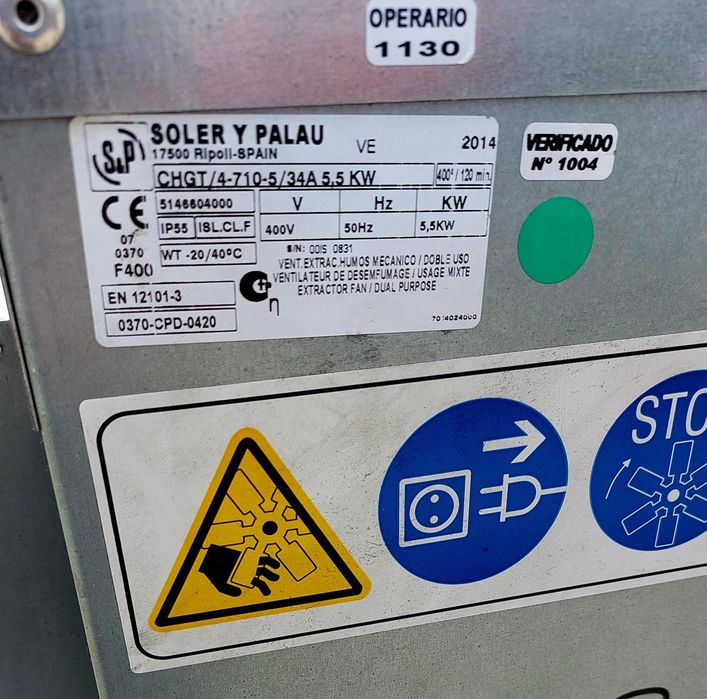 OPERARIO
1130
S&P
SOLER Y PALAU
17500 Ripoll-SPAIN
VE
2014
CHGT/4-710-5/34A 5,5 KW
400º/120 min.
5146604000
V Hz KW
IP55 ISL.CL.F
400V 50Hz 5,5KW
CE
07
0370
F400
WT -20/40ºC
S/N: 00IS 0831
VENT.EXTRAC.HUMOS MECANICO / DOBLE USO
VENTILATEUR DE DESEMFUMAGE / USAGE MIXTE
EXTRACTOR FAN / DUAL PURPOSE
EN 12101-3
0370-CPD-0420
η
VERIFICADO
Nº 1004
STO